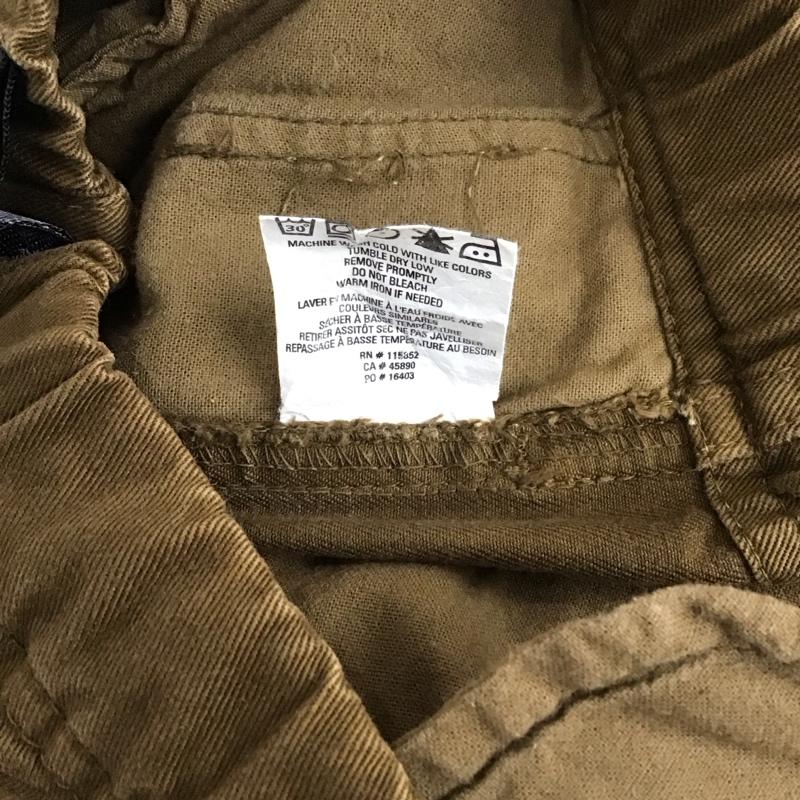 30°
MACHINE WASH COLD WITH LIKE COLORS
TUMBLE DRY LOW
REMOVE PROMPTLY
DO NOT BLEACH
WARM IRON IF NEEDED
LAVER ET MACHINE À L'EAU FROIDS AVEC
COULEURS SIMILAIRES
SÉCHER À BASSE TEMPÉRATURE
RETIRER ASSITÔT SEC NE PAS JAVELLISER
REPASSAGE À BASSE TEMPÉRATURE AU BESOIN
RN # 115852
CA # 45890
PO # 16403